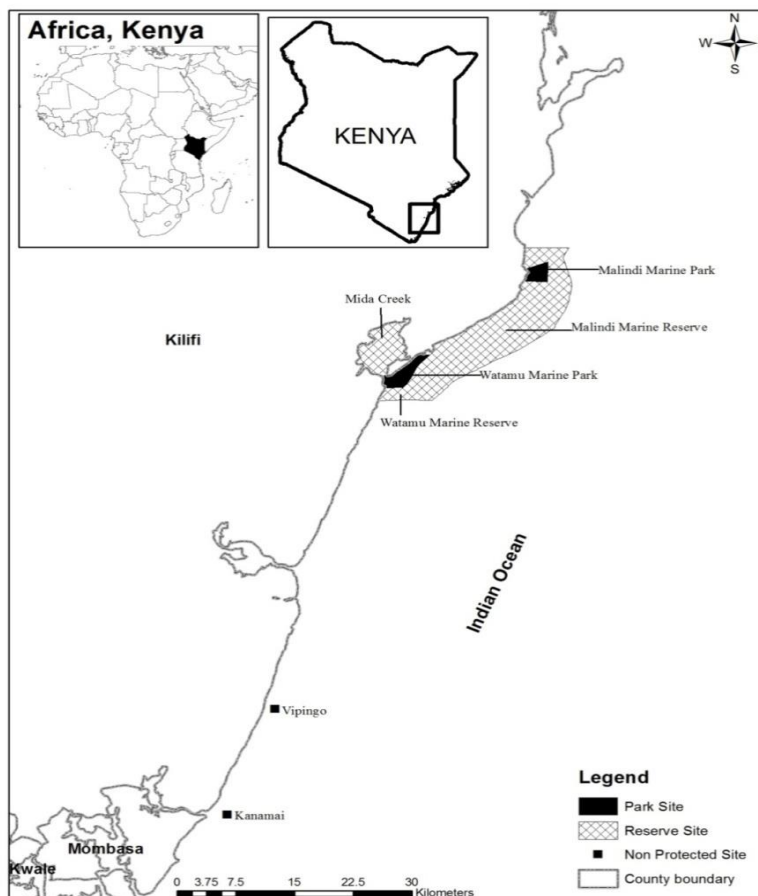 Africa, Kenya
KENYA
N
W
E
S
Malindi Marine Park
Mida Creek
Malindi Marine Reserve
Kilifi
Watamu Marine Park
Watamu Marine Reserve
Indian Ocean
Vipingo
Kanamai
Mombasa
Kwale
Legend
Park Site
Reserve Site
Non Protected Site
County boundary
0 3.75 7.5 15 22.5 30
Kilometers